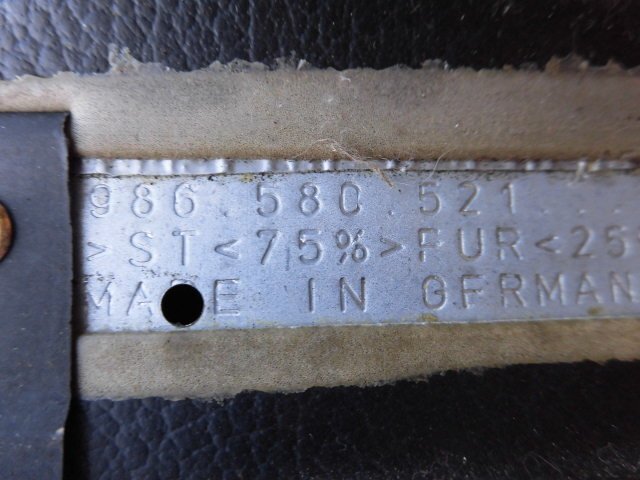 986.580.521....
>ST<75%>PUR<25
MADE IN GERMAN